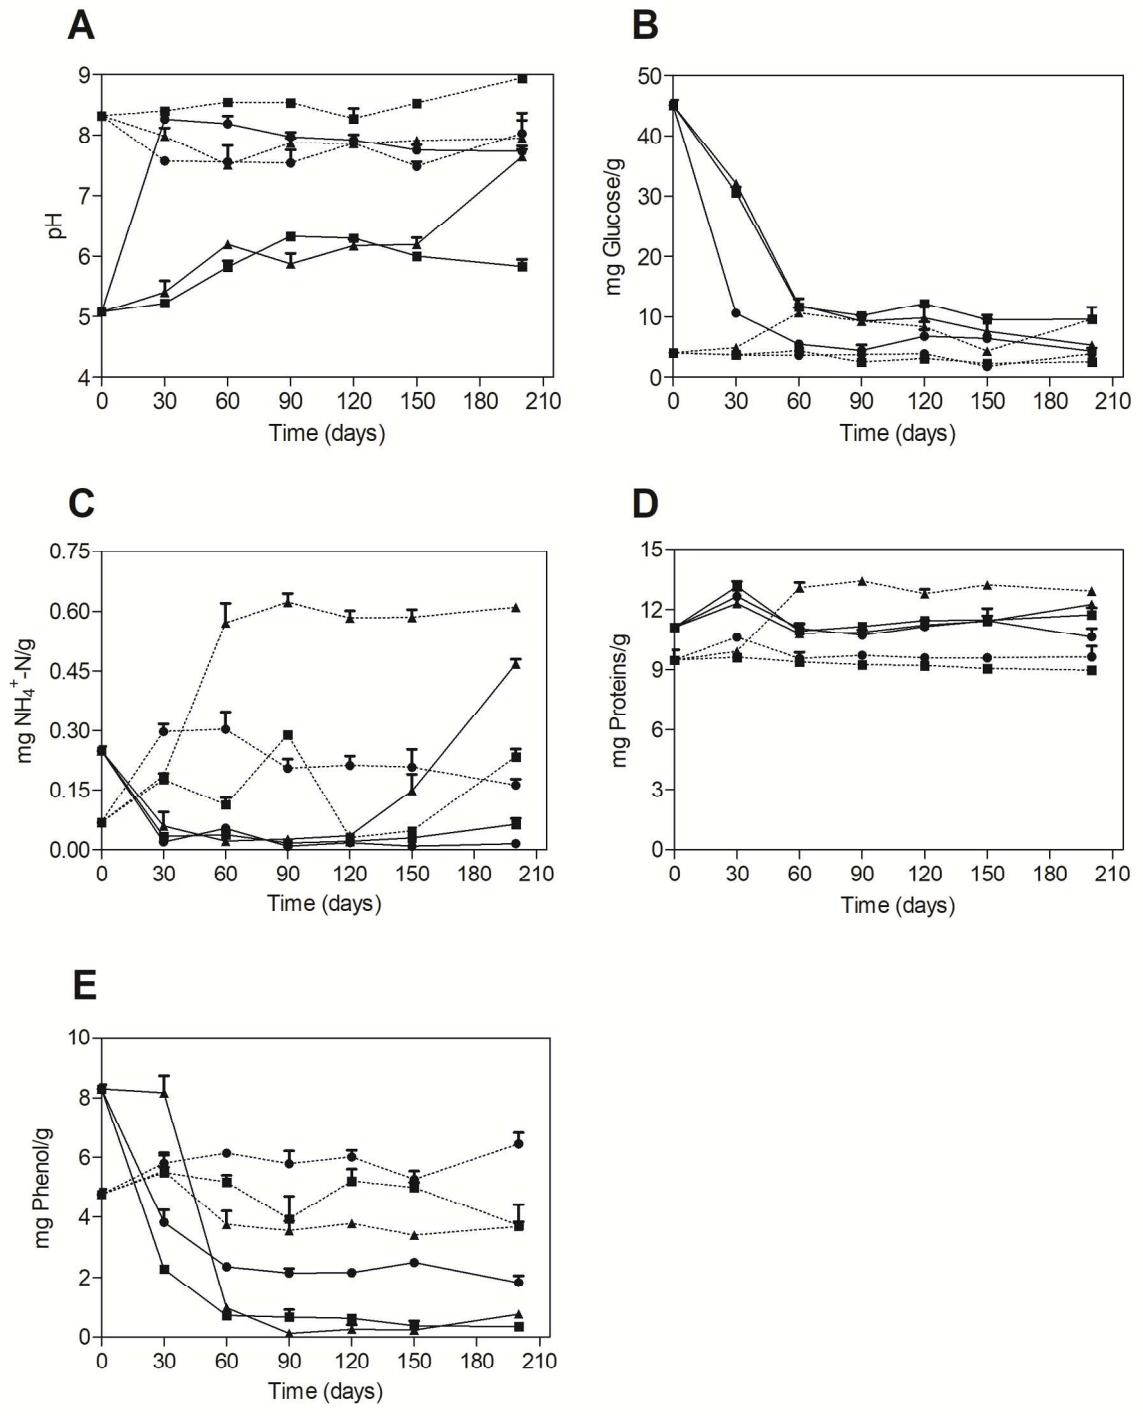 A
pH
9
8
7
6
5
4
0 30 60 90 120 150 180 210
Time (days)
B
mg Glucose/g
50
40
30
20
10
0
0 30 60 90 120 150 180 210
Time (days)
C
mg NH₄⁺-N/g
0.75
0.60
0.45
0.30
0.15
0.00
0 30 60 90 120 150 180 210
Time (days)
D
mg Proteins/g
15
12
9
6
3
0
0 30 60 90 120 150 180 210
Time (days)
E
mg Phenol/g
10
8
6
4
2
0
0 30 60 90 120 150 180 210
Time (days)